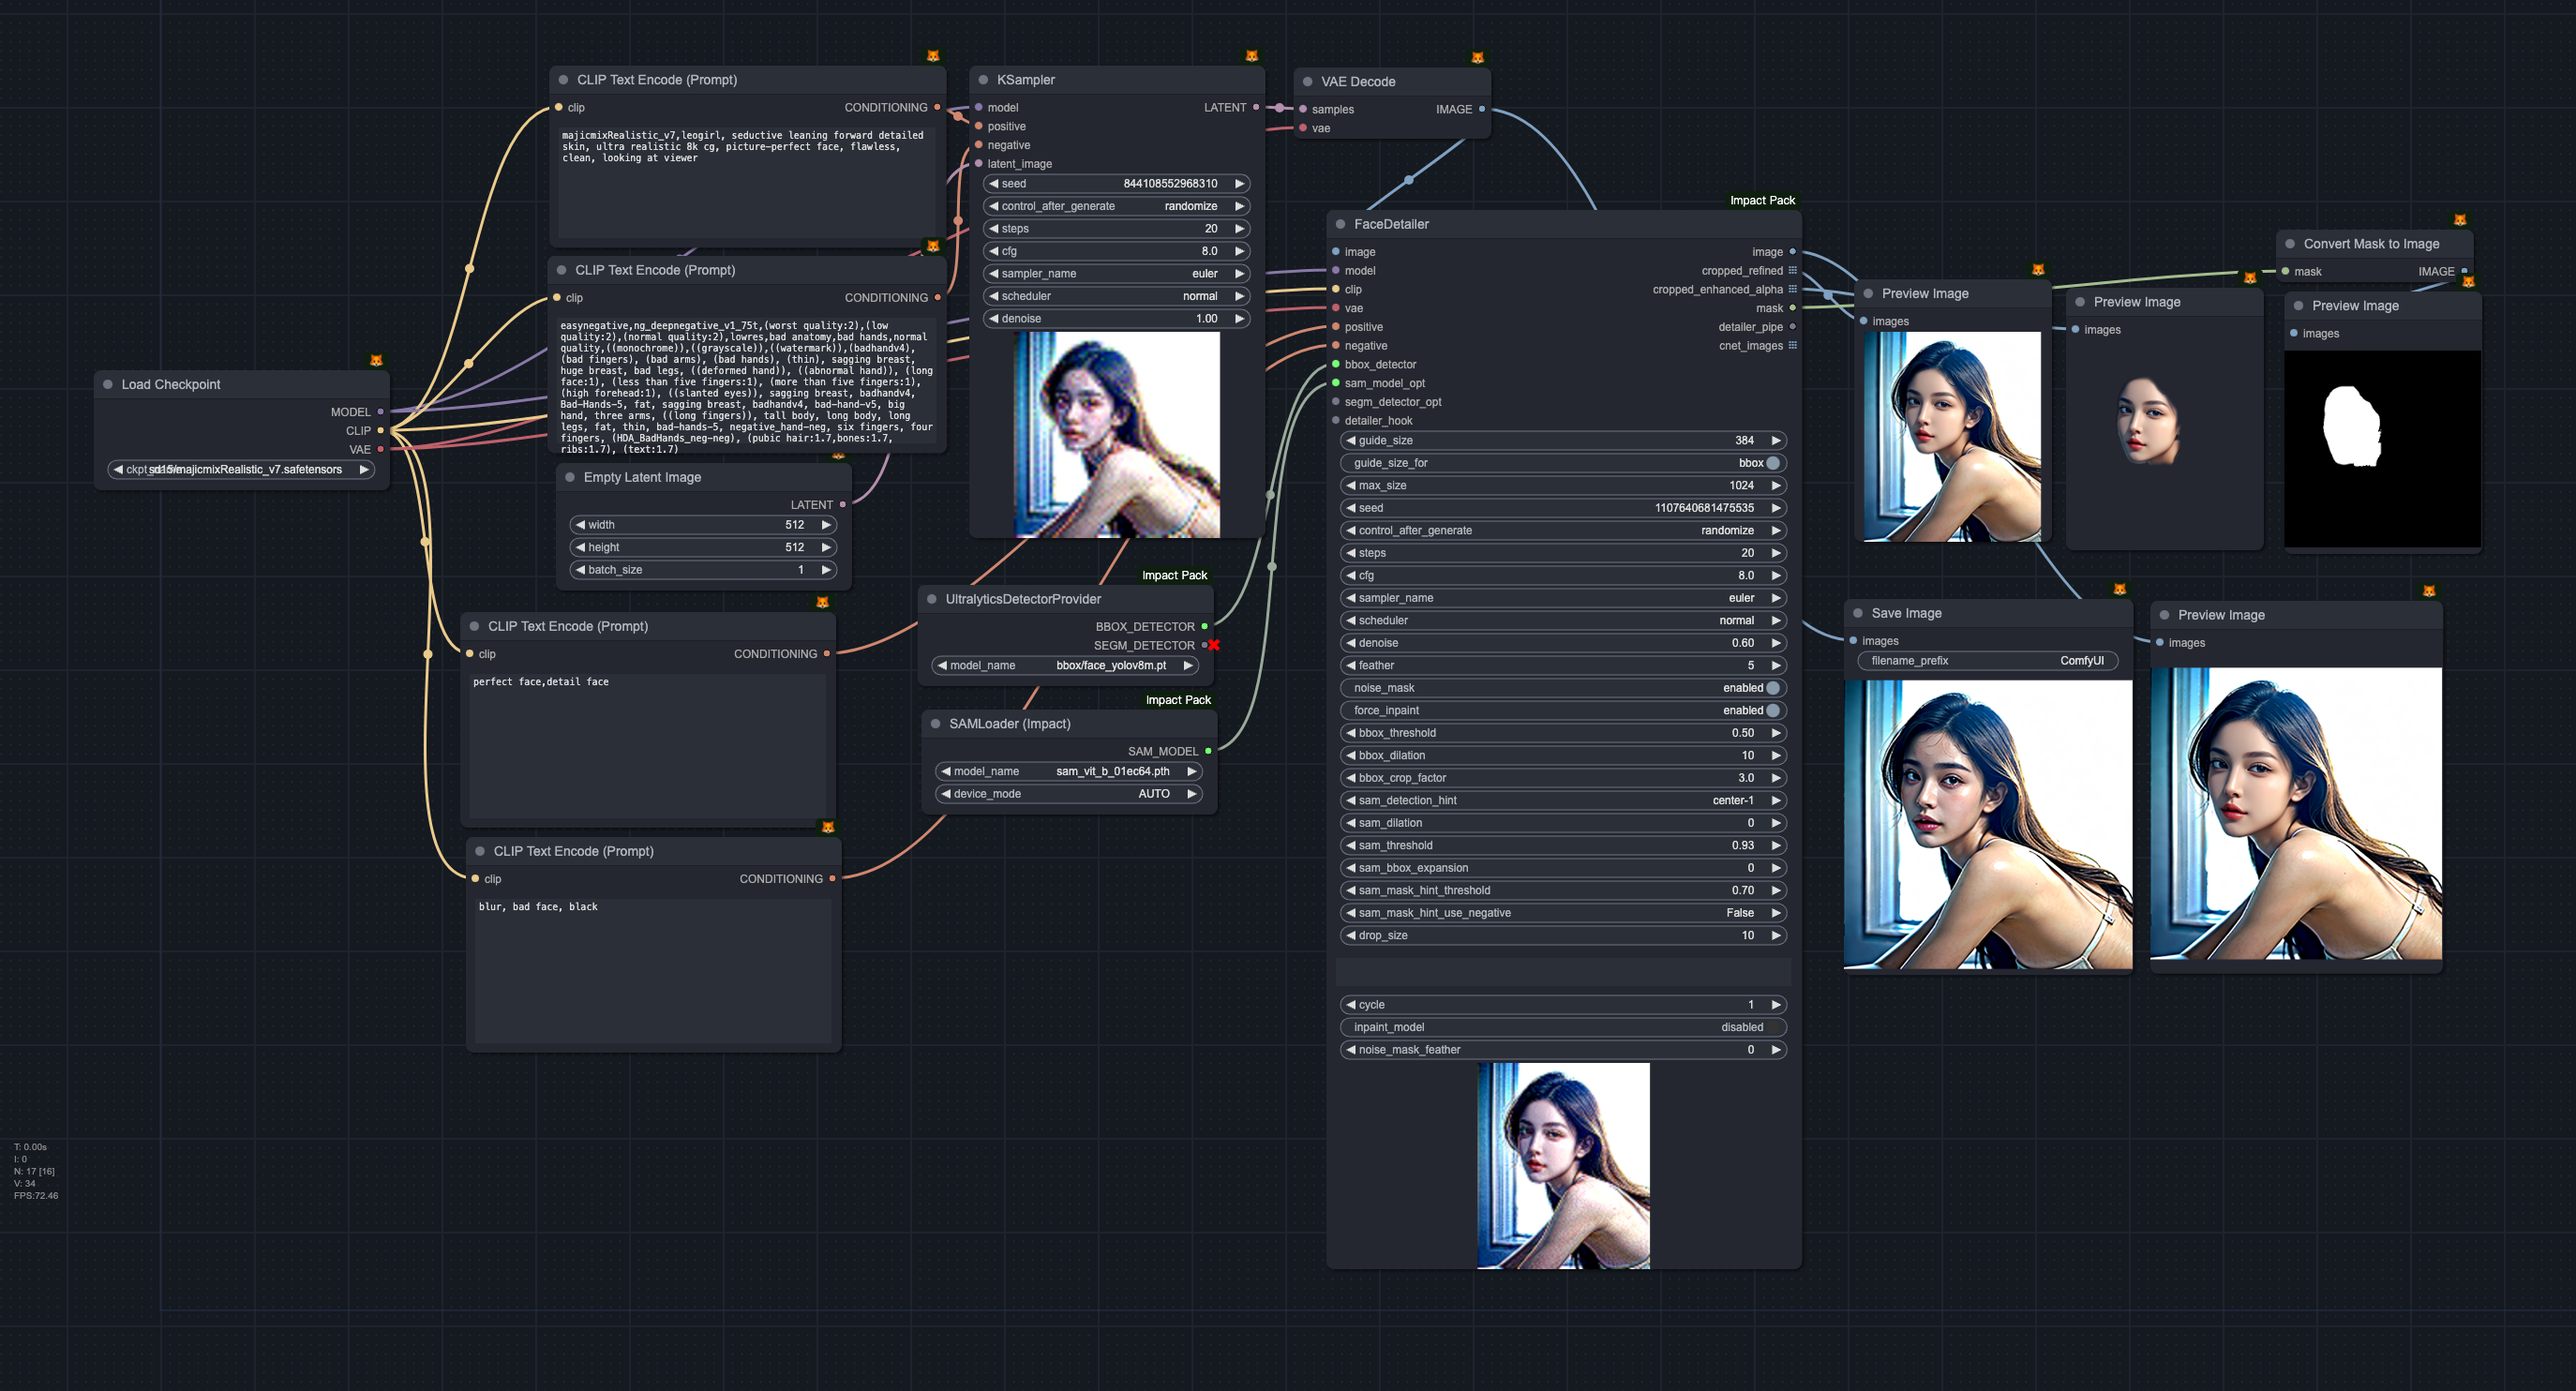 CLIP Text Encode (Prompt)
clip
CONDITIONING
majicmixRealistic_v7,leogirl, seductive leaning forward detailed
skin, ultra realistic 8k cg, picture-perfect face, flawless,
clean, looking at viewer
CLIP Text Encode (Prompt)
clip
CONDITIONING
easynegative,ng_deepnegative_v1_75t,(worst quality:2),(low
quality:2),(normal quality:2),lowres,bad anatomy,bad hands,normal
quality,((monochrome)),((grayscale)),((watermark)),(badhandv4),
(bad fingers), (bad arms), (bad hands), (thin), sagging breast,
huge breast, bad legs, ((deformed hand)), ((abnormal hand)), (long
face:1), (less than five fingers:1), (more than five fingers:1),
(high forehead:1), ((slanted eyes)), sagging breast, badhandv4,
Bad-Hands-5, fat, sagging breast, badhandv4, bad-hand-v5, big
hand, three arms, ((long fingers)), tall body, long body, long
legs, fat, thin, bad-hands-5, negative_hand-neg, six fingers, four
fingers, (HDA_BadHands_neg-neg), (pubic hair:1.7,bones:1.7,
ribs:1.7), (text:1.7)
Load Checkpoint
MODEL
CLIP
VAE
majicmixRealistic_v7.safetensors
Empty Latent Image
LATENT
width 512
height 512
batch_size 1
CLIP Text Encode (Prompt)
clip
CONDITIONING
perfect face,detail face
CLIP Text Encode (Prompt)
clip
CONDITIONING
blur, bad face, black
KSampler
model LATENT
positive
negative
latent_image
seed 844108552968310
control_after_generate randomize
steps 20
cfg 8.0
sampler_name euler
scheduler normal
denoise 1.00
VAE Decode
samples IMAGE
vae
Impact Pack
UltralyticsDetectorProvider
BBOX_DETECTOR
SEGM_DETECTOR
model_name bbox/face_yolov8m.pt
Impact Pack
SAMLoader (Impact)
SAM_MODEL
model_name sam_vit_b_01ec64.pth
device_mode AUTO
Impact Pack
FaceDetailer
image image
model cropped_refined
clip cropped_enhanced_alpha
vae mask
positive detailer_pipe
negative cnet_images
bbox_detector
sam_model_opt
segm_detector_opt
detailer_hook
guide_size 384
guide_size_for bbox
max_size 1024
seed 1107640681475535
control_after_generate randomize
steps 20
cfg 8.0
sampler_name euler
scheduler normal
denoise 0.60
feather 5
noise_mask enabled
force_inpaint enabled
bbox_threshold 0.50
bbox_dilation 10
bbox_crop_factor 3.0
sam_detection_hint center-1
sam_dilation 0
sam_threshold 0.93
sam_bbox_expansion 0
sam_mask_hint_threshold 0.70
sam_mask_hint_use_negative False
drop_size 10
cycle 1
inpaint_model disabled
noise_mask_feather 0
Preview Image
images
Preview Image
images
Convert Mask to Image
mask IMAGE
Preview Image
images
Save Image
images
filename_prefix ComfyUI
Preview Image
images
T: 0.00s
I: 0
N: 17 [16]
V: 34
FPS:72.46